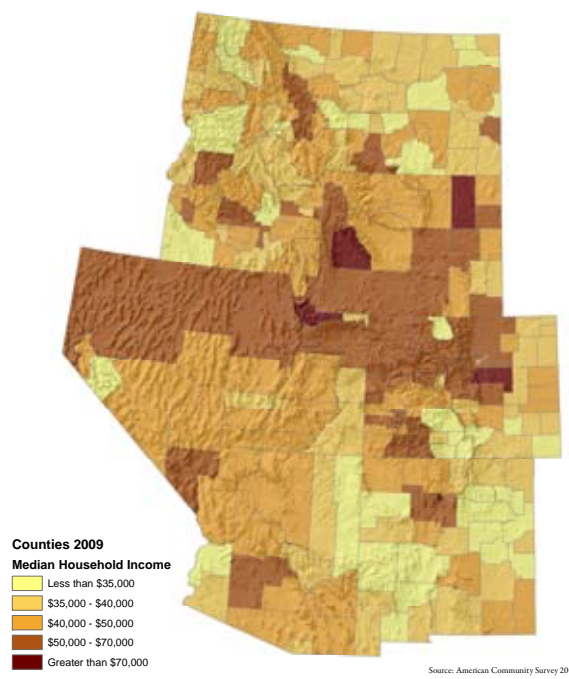 Counties 2009
Median Household Income
Less than $35,000
$35,000 - $40,000
$40,000 - $50,000
$50,000 - $70,000
Greater than $70,000
Source: American Community Survey 20